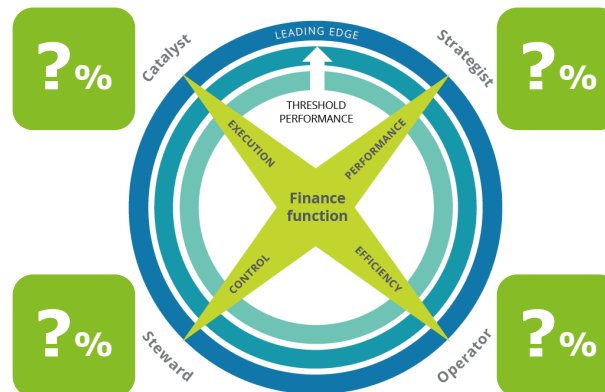 ?%
Catalyst
LEADING EDGE
Strategist
?%
THRESHOLD
PERFORMANCE
EXECUTION
PERFORMANCE
Finance
function
CONTROL
EFFICIENCY
?%
Steward
Operator
?%